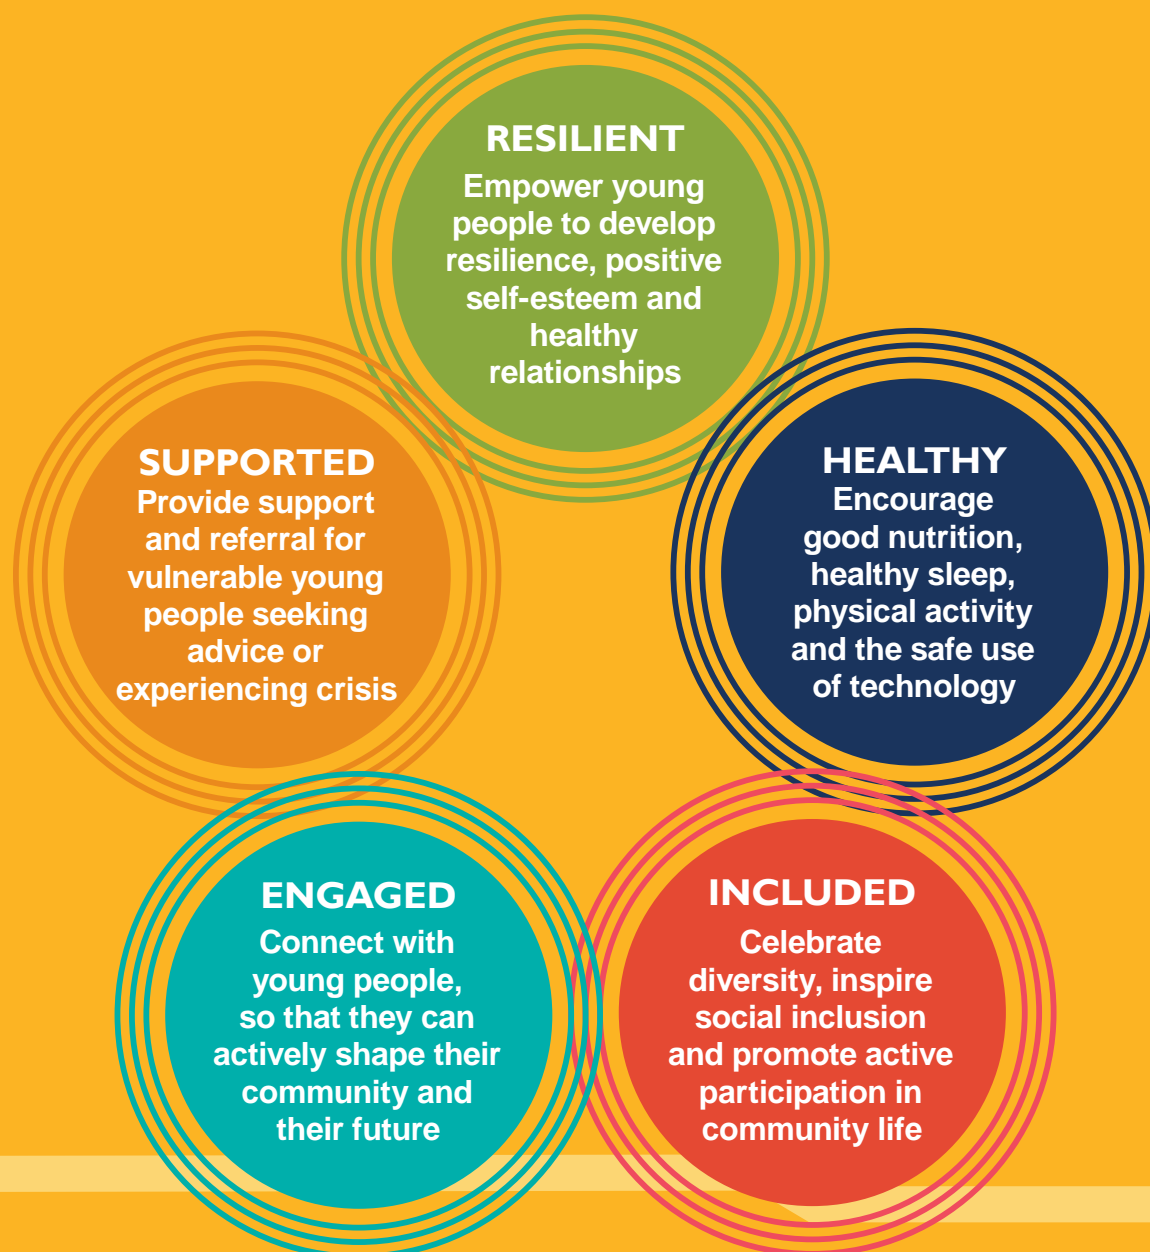 RESILIENT
Empower young
people to develop
resilience, positive
self-esteem and
healthy
relationships
SUPPORTED
Provide support
and referral for
vulnerable young
people seeking
advice or
experiencing crisis
HEALTHY
Encourage
good nutrition,
healthy sleep,
physical activity
and the safe use
of technology
ENGAGED
Connect with
young people,
so that they can
actively shape their
community and
their future
INCLUDED
Celebrate
diversity, inspire
social inclusion
and promote active
participation in
community life